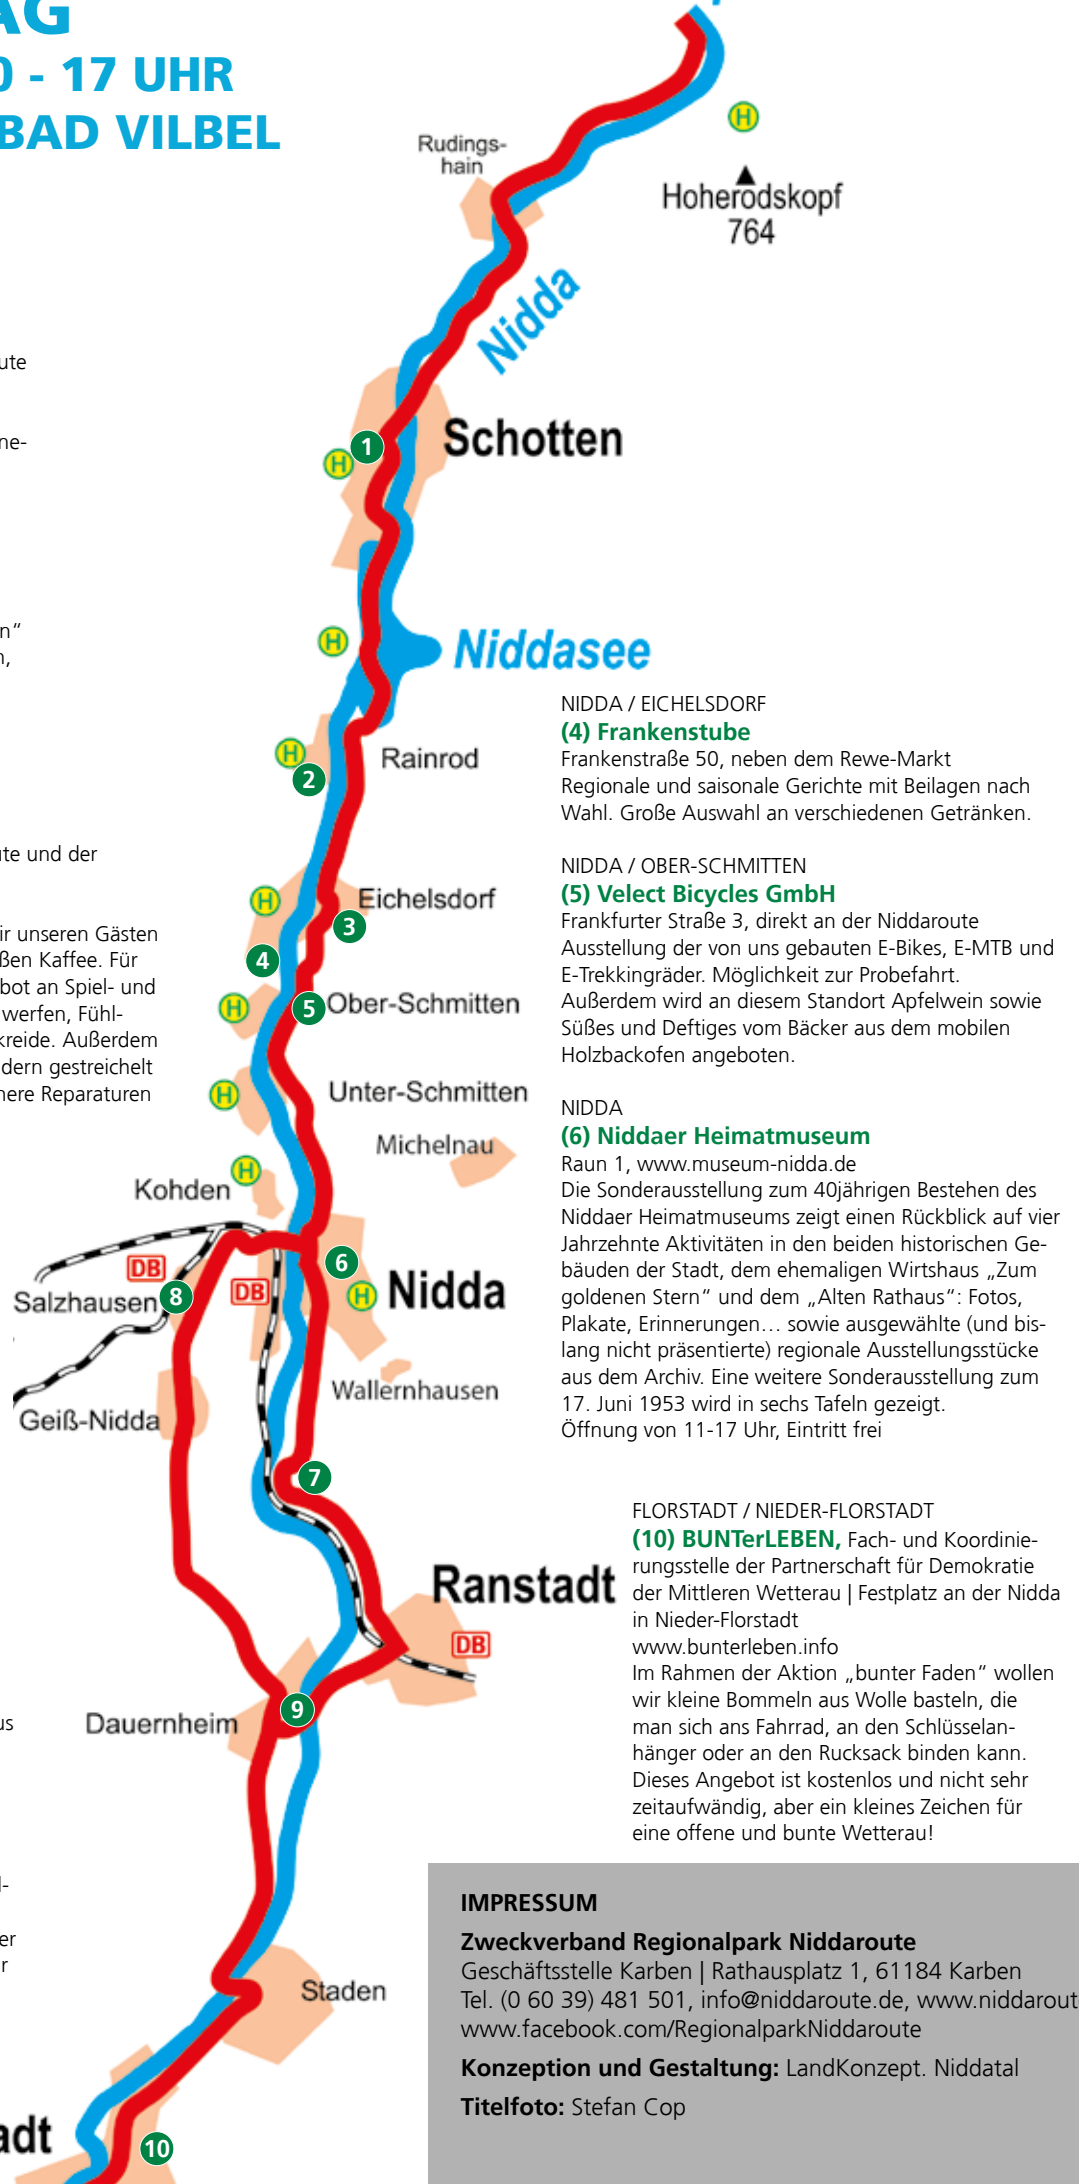 AG
0 - 17 UHR
BAD VILBEL
Rudings-
hain
H
Hoherodskopf
764
Nidda
ute
ne-
Schotten
1
H
n“
n,
H
Niddasee
H
2
Rainrod
NIDDA / EICHELSDORF
(4) Frankenstube
Frankenstraße 50, neben dem Rewe-Markt
Regionale und saisonale Gerichte mit Beilagen nach
Wahl. Große Auswahl an verschiedenen Getränken.
NIDDA / OBER-SCHMITTEN
(5) Velect Bicycles GmbH
Frankfurter Straße 3, direkt an der Niddaroute
Ausstellung der von uns gebauten E-Bikes, E-MTB und
E-Trekkingräder. Möglichkeit zur Probefahrt.
Außerdem wird an diesem Standort Apfelwein sowie
Süßes und Deftiges vom Bäcker aus dem mobilen
Holzbackofen angeboten.
NIDDA
(6) Niddaer Heimatmuseum
Raun 1, www.museum-nidda.de
Die Sonderausstellung zum 40jährigen Bestehen des
Niddaer Heimatmuseums zeigt einen Rückblick auf vier
Jahrzehnte Aktivitäten in den beiden historischen Ge-
bäuden der Stadt, dem ehemaligen Wirtshaus „Zum
goldenen Stern“ und dem „Alten Rathaus“: Fotos,
Plakate, Erinnerungen… sowie ausgewählte (und bis-
lang nicht präsentierte) regionale Ausstellungsstücke
aus dem Archiv. Eine weitere Sonderausstellung zum
17. Juni 1953 wird in sechs Tafeln gezeigt.
Öffnung von 11-17 Uhr, Eintritt frei
ute und der
ir unseren Gästen
ßen Kaffee. Für
bot an Spiel- und
werfen, Fühl-
kreide. Außerdem
dern gestreichelt
nere Reparaturen
H
Eichelsdorf
3
4
H
5
Ober-Schmitten
H
Unter-Schmitten
Michelnau
H
Kohden
DB
6
DB
Salzhausen
8
H
Nidda
Wallernhausen
Geiß-Nidda
7
Ranstadt
DB
9
Dauernheim
us
FLORSTADT / NIEDER-FLORSTADT
(10) BUNTerLEBEN, Fach- und Koordinie-
rungsstelle der Partnerschaft für Demokratie
der Mittleren Wetterau | Festplatz an der Nidda
in Nieder-Florstadt
www.bunterleben.info
Im Rahmen der Aktion „bunter Faden“ wollen
wir kleine Bommeln aus Wolle basteln, die
man sich ans Fahrrad, an den Schlüsselan-
hänger oder an den Rucksack binden kann.
Dieses Angebot ist kostenlos und nicht sehr
zeitaufwändig, aber ein kleines Zeichen für
eine offene und bunte Wetterau!
er
r
Staden
adt
10
IMPRESSUM
Zweckverband Regionalpark Niddaroute
Geschäftsstelle Karben | Rathausplatz 1, 61184 Karben
Tel. (0 60 39) 481 501, info@niddaroute.de, www.niddarout
www.facebook.com/RegionalparkNiddaroute
Konzeption und Gestaltung: LandKonzept. Niddatal
Titelfoto: Stefan Cop